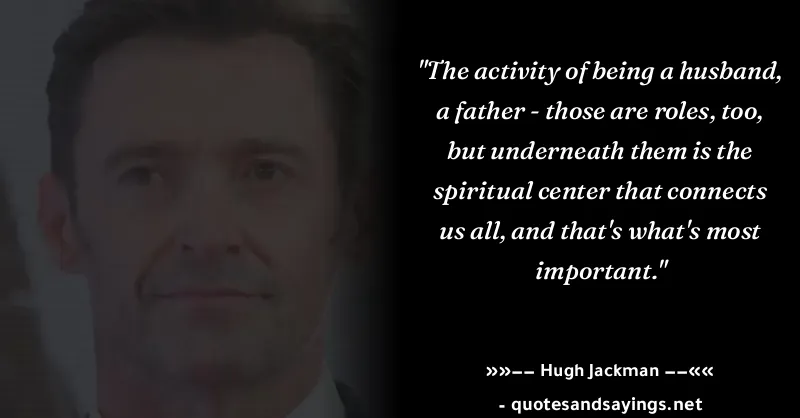 "The activity of being a husband,
a father - those are roles, too,
but underneath them is the
spiritual center that connects
us all, and that's what's most
important."
»»–– Hugh Jackman ––««
- quotesandsayings.net